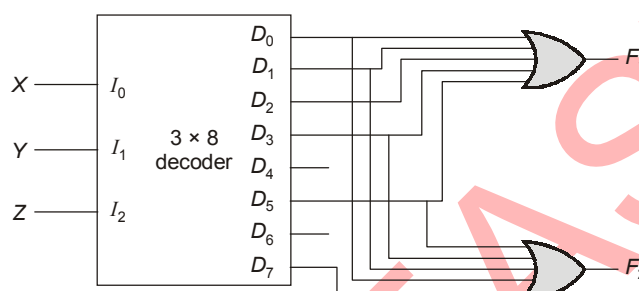 D₀
F
D₁
X
I₀
D₂
3 × 8
decoder
D₃
Y
I₁
D₄
D₅
Z
I₂
D₆
D₇
F